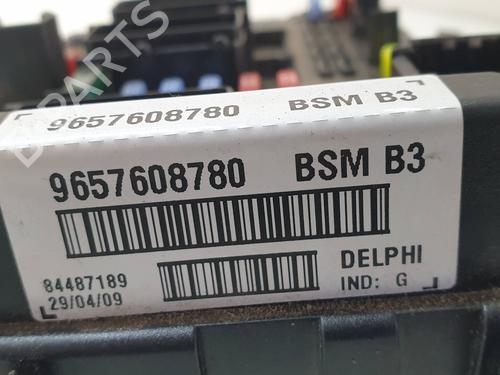 B-PARTS
9657608780 BSM B3
9657608780 BSM B3
84487189
29/04/09
DELPHI
IND: G